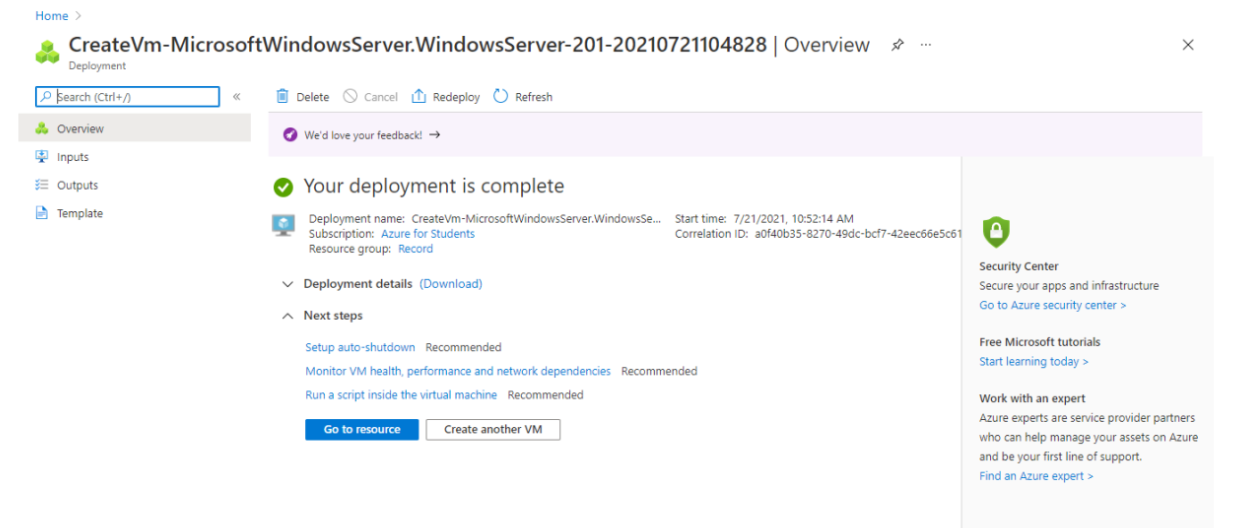 Home >
CreateVm-MicrosoftWindowsServer.WindowsServer-201-20210721104828 | Overview ...
Deployment
Search (Ctrl+/) «
Delete Cancel Redeploy Refresh
Overview
Inputs
Outputs
Template
We'd love your feedback! →
Your deployment is complete
Deployment name: CreateVm-MicrosoftWindowsServer.WindowsSe...
Subscription: Azure for Students
Resource group: Record
Start time: 7/21/2021, 10:52:14 AM
Correlation ID: a0f40b35-8270-49dc-bcf7-42eec66e5c61
Deployment details (Download)
Next steps
Setup auto-shutdown Recommended
Monitor VM health, performance and network dependencies Recommended
Run a script inside the virtual machine Recommended
Go to resource Create another VM
Security Center
Secure your apps and infrastructure
Go to Azure security center >
Free Microsoft tutorials
Start learning today >
Work with an expert
Azure experts are service provider partners
who can help manage your assets on Azure
and be your first line of support.
Find an Azure expert >